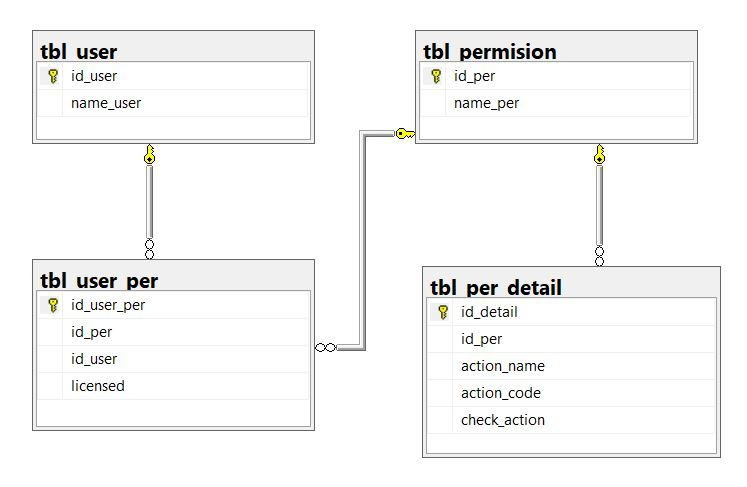 tbl_user
id_user
name_user
tbl_permision
id_per
name_per
tbl_user_per
id_user_per
id_per
id_user
licensed
tbl_per_detail
id_detail
id_per
action_name
action_code
check_action